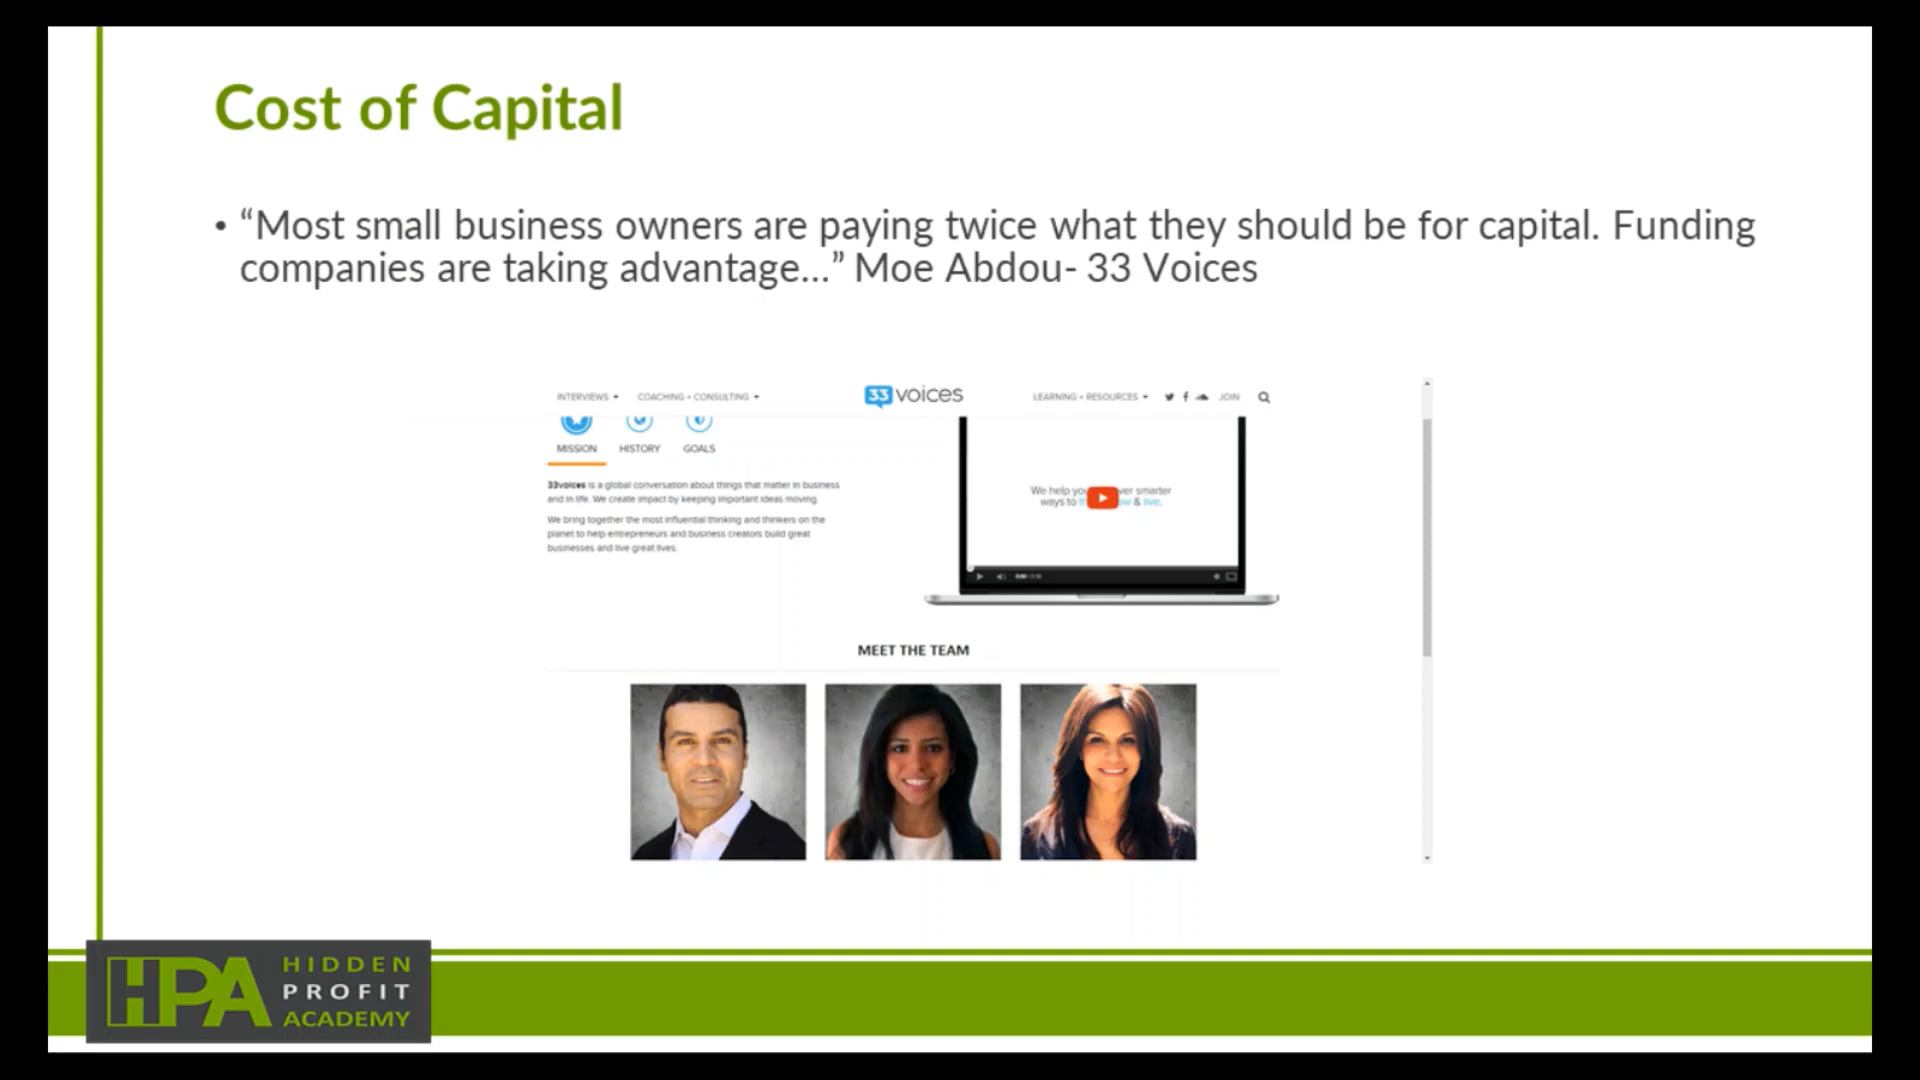 Cost of Capital
• “Most small business owners are paying twice what they should be for capital. Funding
companies are taking advantage...” Moe Abdou- 33 Voices
INTERVIEWS
COACHING + CONSULTING
33 voices
LEARNING + RESOURCES
JOIN
MISSION
HISTORY
GOALS
33voices is a global conversation about things that matter in business
and in life. We create impact by keeping important ideas moving.
We bring together the most influential thinking and thinkers on the
planet to help entrepreneurs and business creators build great
businesses and live great lives.
We help you ver smarter
ways to & live.
MEET THE TEAM
HPA
HIDDEN
PROFIT
ACADEMY